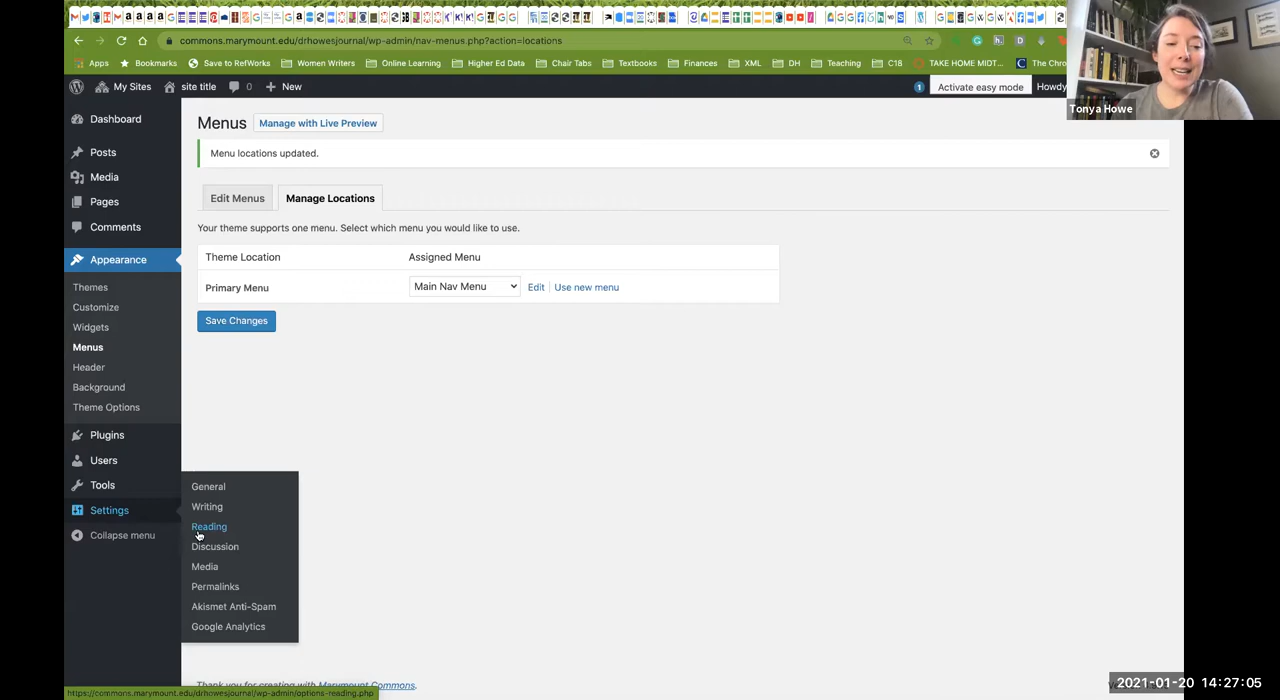 commons.marymount.edu/drhowesjournal/wp-admin/nav-menus.php?action=locations
Apps Bookmarks Save to RefWorks Women Writers Online Learning Higher Ed Data Chair Tabs Textbooks Finances XML DH Teaching C18 TAKE HOME MIDT... The Chro
Tonya Howe
My Sites site title 0 New 1 Activate easy mode Howdy
Dashboard
Posts
Media
Pages
Comments
Appearance
Themes
Customize
Widgets
Menus
Header
Background
Theme Options
Plugins
Users
Tools
Settings
Collapse menu
General
Writing
Reading
Discussion
Media
Permalinks
Akismet Anti-Spam
Google Analytics
Menus Manage with Live Preview
Menu locations updated.
Edit Menus Manage Locations
Your theme supports one menu. Select which menu you would like to use.
Theme Location Assigned Menu
Primary Menu Main Nav Menu Edit Use new menu
Save Changes
Thank you for creating with Marymount Commons.
https://commons.marymount.edu/drhowesjournal/wp-admin/options-reading.php
2021-01-20 14:27:05